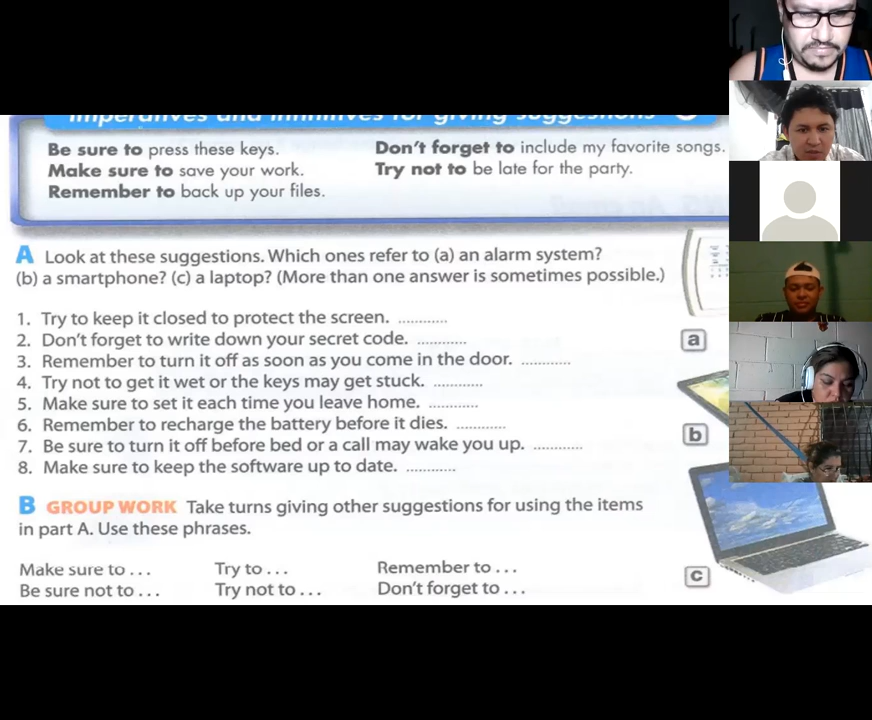 Imperatives and infinitives for giving suggestions
Be sure to press these keys.
Make sure to save your work.
Remember to back up your files.
Don't forget to include my favorite songs.
Try not to be late for the party.
A Look at these suggestions. Which ones refer to (a) an alarm system?
(b) a smartphone? (c) a laptop? (More than one answer is sometimes possible.)
1. Try to keep it closed to protect the screen. ............
2. Don't forget to write down your secret code. ............
3. Remember to turn it off as soon as you come in the door. ............
4. Try not to get it wet or the keys may get stuck. ............
5. Make sure to set it each time you leave home. ............
6. Remember to recharge the battery before it dies. ............
7. Be sure to turn it off before bed or a call may wake you up. ............
8. Make sure to keep the software up to date. ............
a
b
c
B GROUP WORK Take turns giving other suggestions for using the items
in part A. Use these phrases.
Make sure to . . . Try to . . . Remember to . . .
Be sure not to . . . Try not to . . . Don't forget to . . .